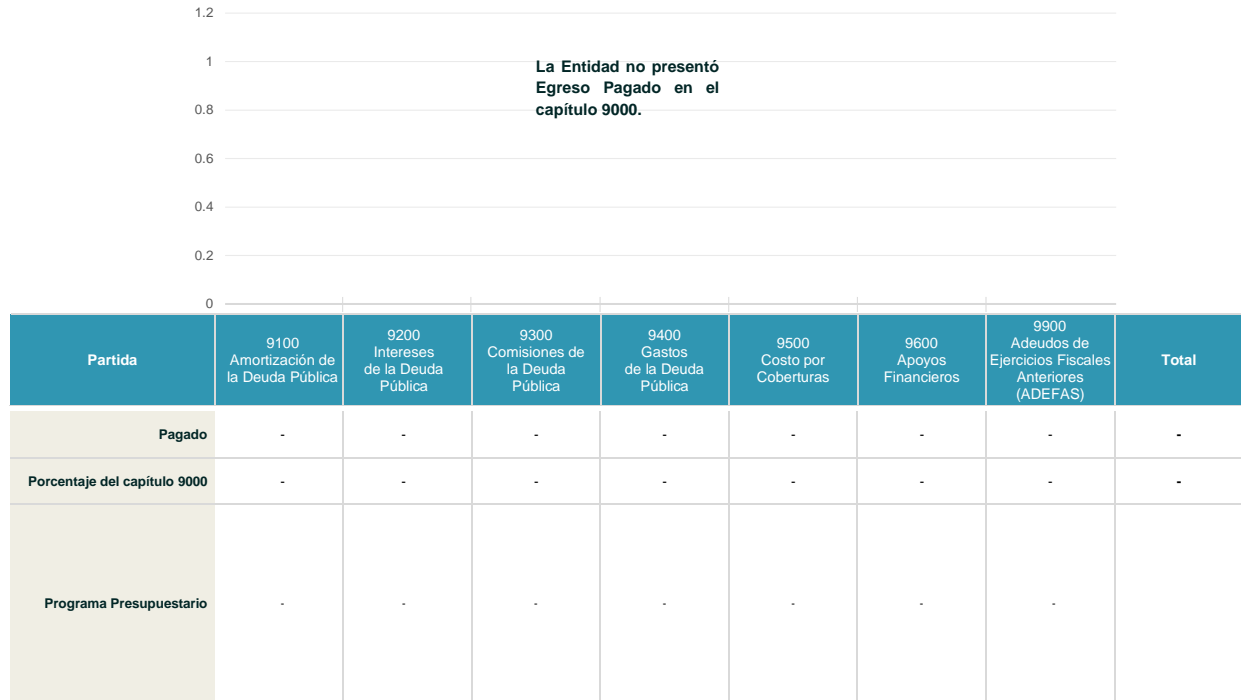 1.2
1
0.8
0.6
0.4
0.2
0
La Entidad no presentó
Egreso Pagado en el
capítulo 9000.
Partida
9100
Amortización de
la Deuda Pública
9200
Intereses
de la Deuda
Pública
9300
Comisiones de
la Deuda
Pública
9400
Gastos
de la Deuda
Pública
9500
Costo por
Coberturas
9600
Apoyos
Financieros
9900
Adeudos de
Ejercicios Fiscales
Anteriores
(ADEFAS)
Total
Pagado - - - - - - - -
Porcentaje del capítulo 9000 - - - - - - - -
Programa Presupuestario - - - - - - -